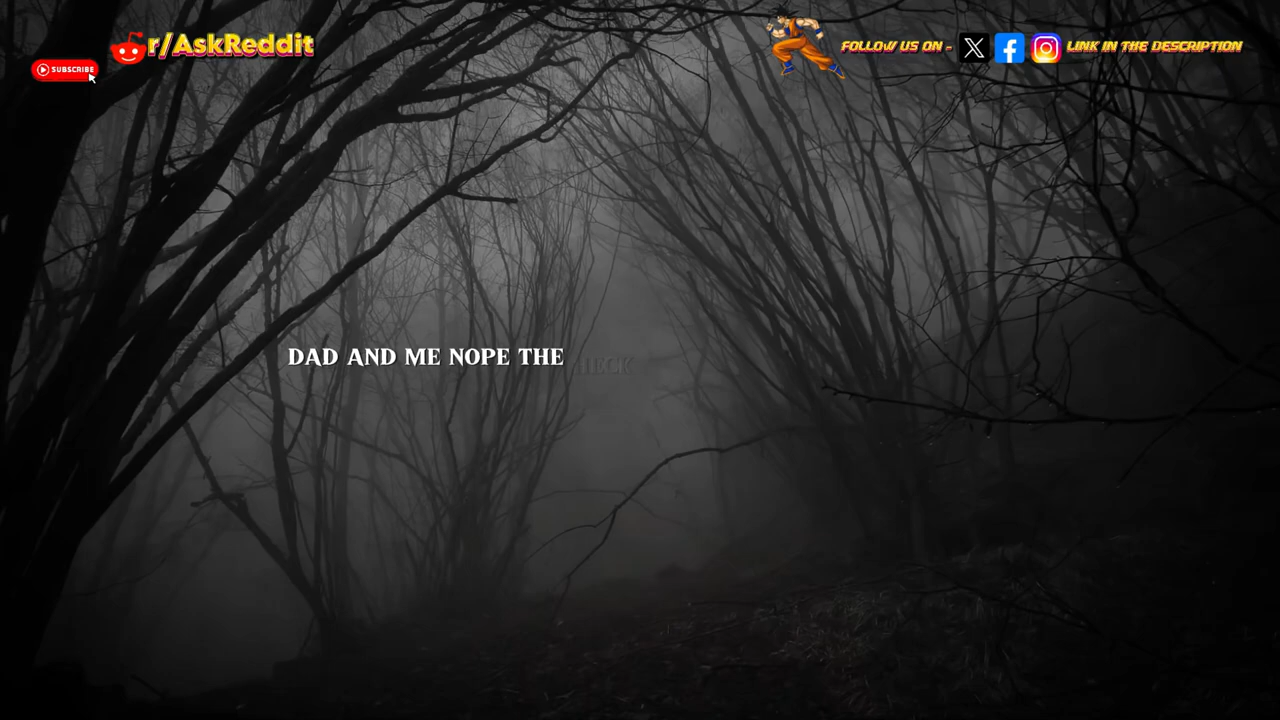 r/AskReddit
FOLLOW US ON - LINK IN THE DESCRIPTION
SUBSCRIBE
DAD AND ME NOPE THE